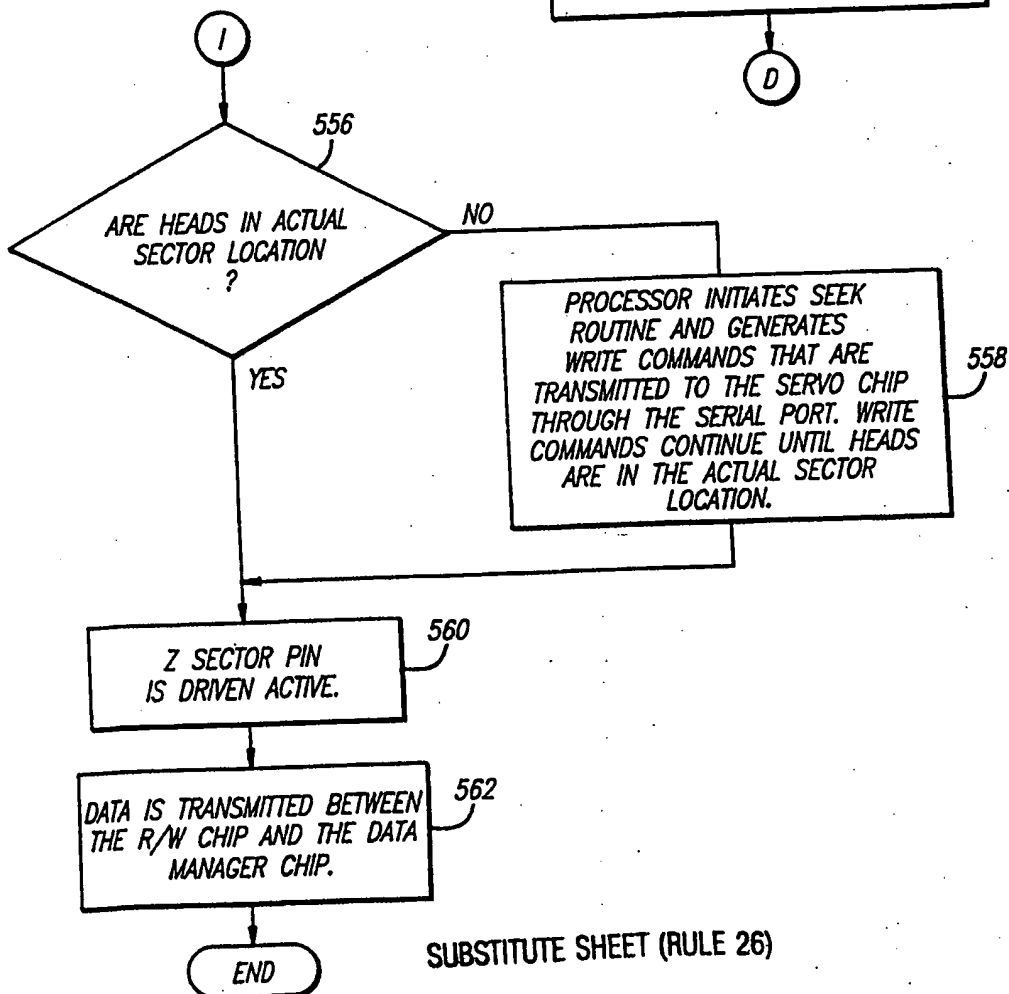 I
D
556
ARE HEADS IN ACTUAL
SECTOR LOCATION
?
NO
YES
PROCESSOR INITIATES SEEK
ROUTINE AND GENERATES
WRITE COMMANDS THAT ARE
TRANSMITTED TO THE SERVO CHIP
THROUGH THE SERIAL PORT. WRITE
COMMANDS CONTINUE UNTIL HEADS
ARE IN THE ACTUAL SECTOR
LOCATION.
558
Z SECTOR PIN
IS DRIVEN ACTIVE.
560
DATA IS TRANSMITTED BETWEEN
THE R/W CHIP AND THE DATA
MANAGER CHIP.
562
END
SUBSTITUTE SHEET (RULE 26)